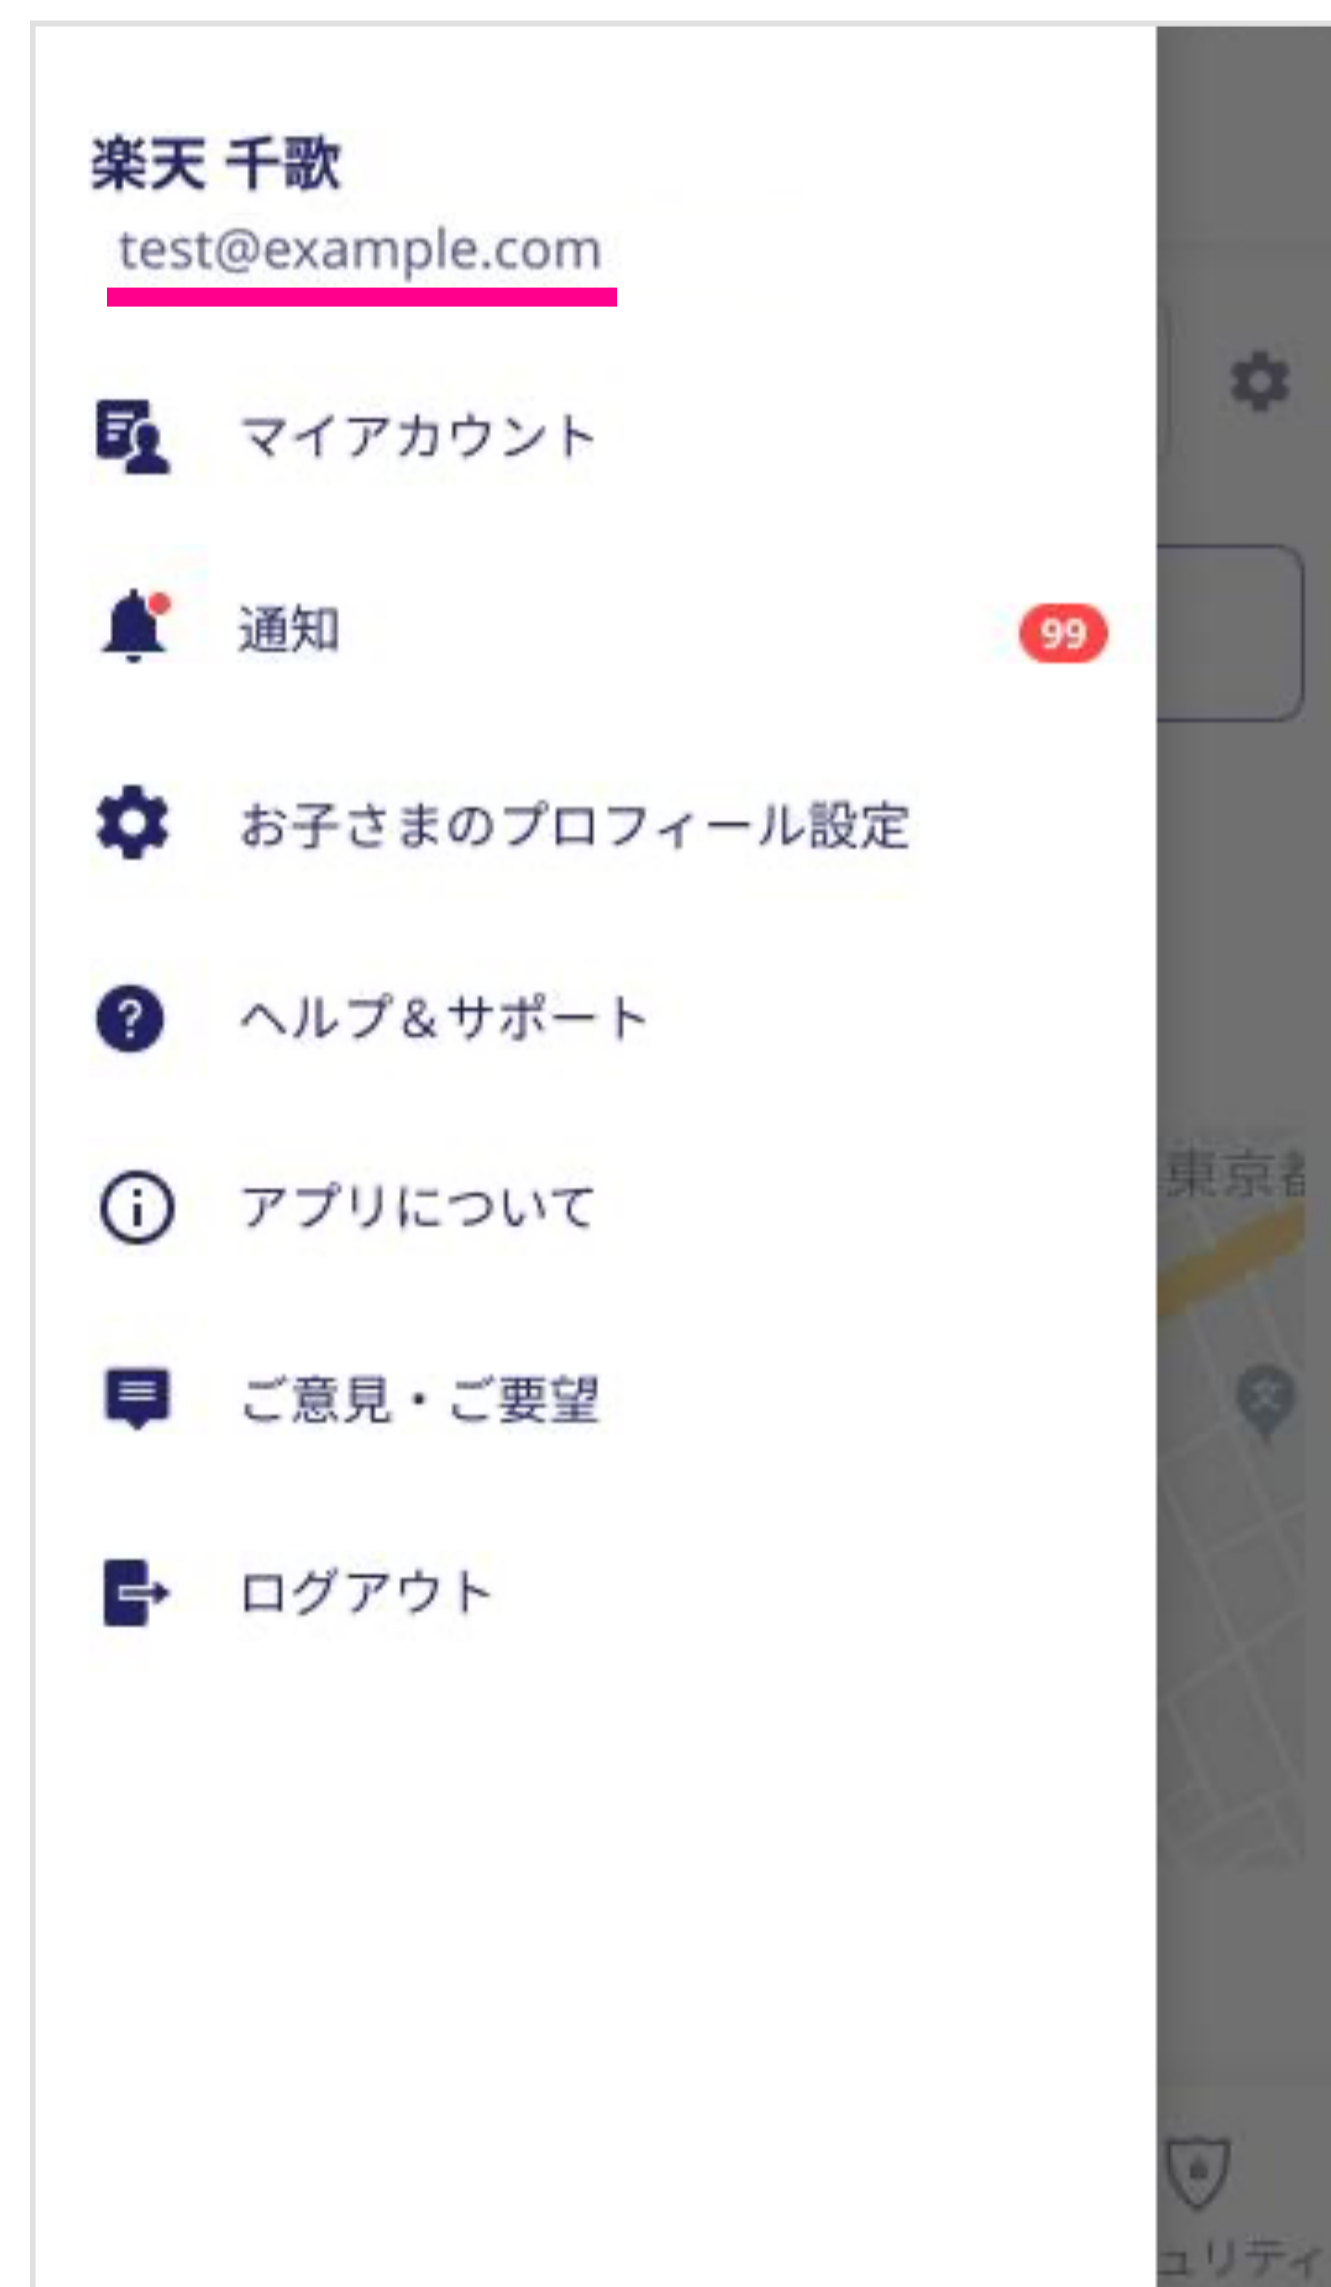 楽天 千歌
test@example.com
マイアカウント
通知
99
お子さまのプロフィール設定
ヘルプ＆サポート
アプリについて
ご意見・ご要望
ログアウト
東京都
文
ュリティ